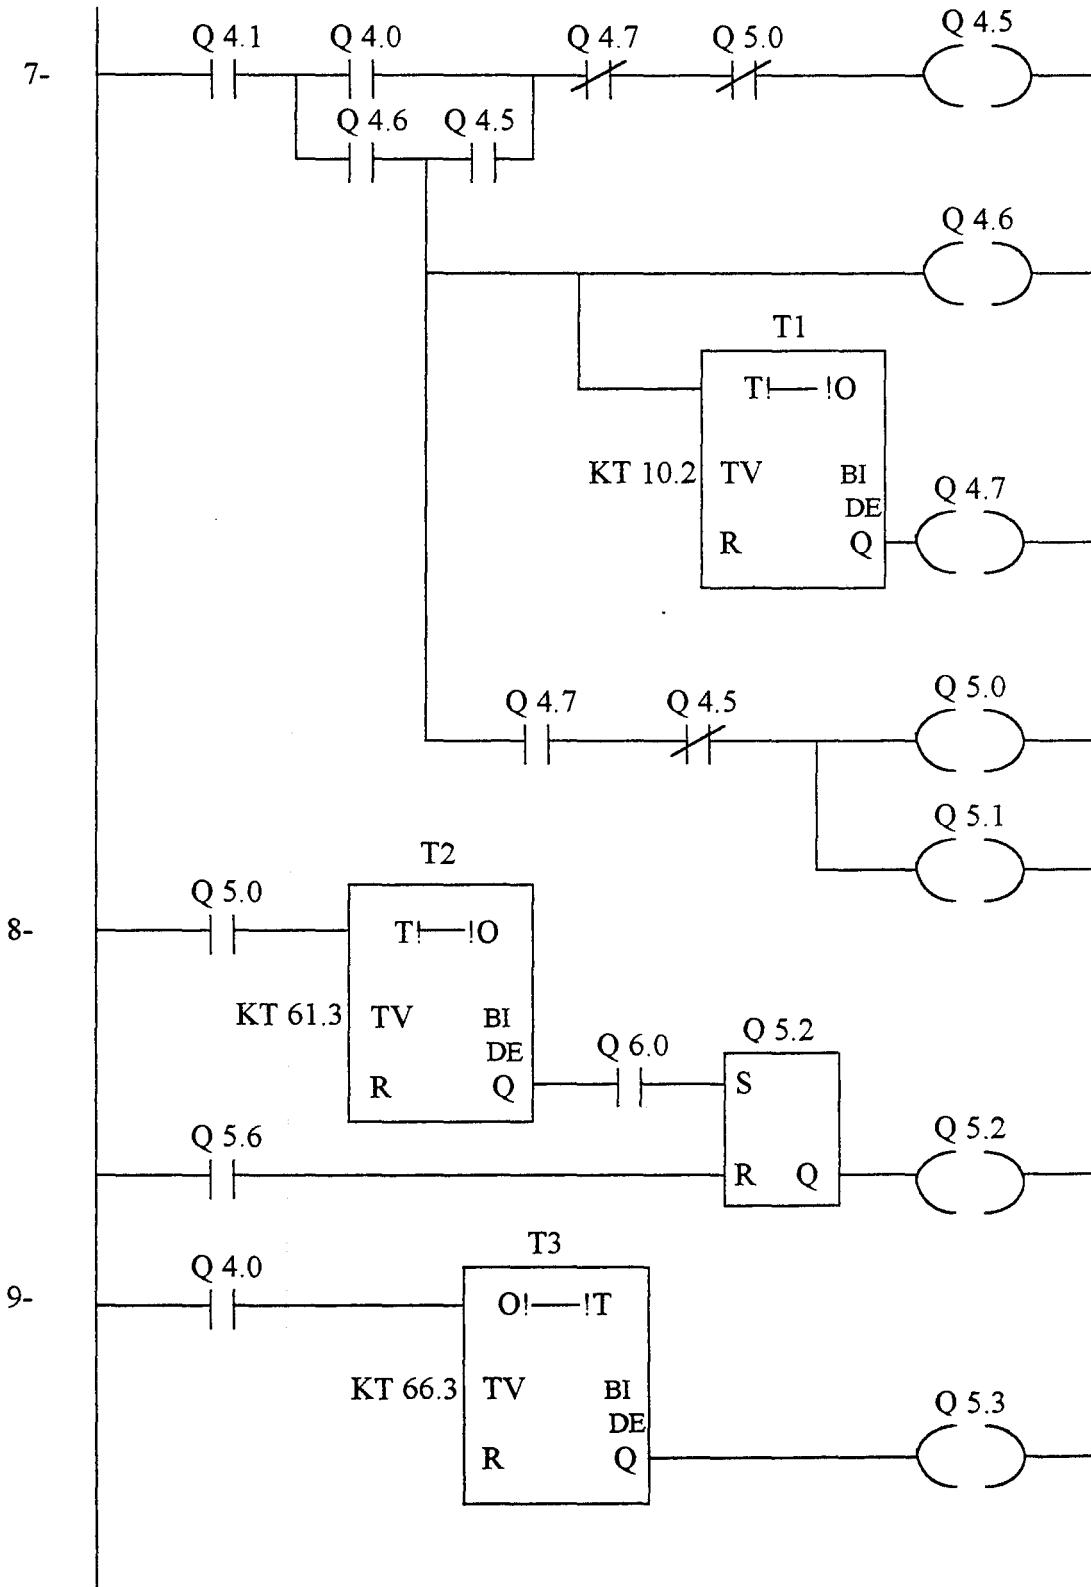 Q 4.1 Q 4.0 Q 4.7 Q 5.0 Q 4.5
7-
Q 4.6 Q 4.5
Q 4.6
T1
T!— !O
KT 10.2 TV BI
DE Q 4.7
R Q
Q 4.7 Q 4.5 Q 5.0
Q 5.1
T2
Q 5.0
8- T!—!O
KT 61.3 TV BI
DE Q 6.0 Q 5.2
R Q S
Q 5.6 Q 5.2
R Q
T3
Q 4.0
9- O!—!T
KT 66.3 TV BI
DE Q 5.3
R Q